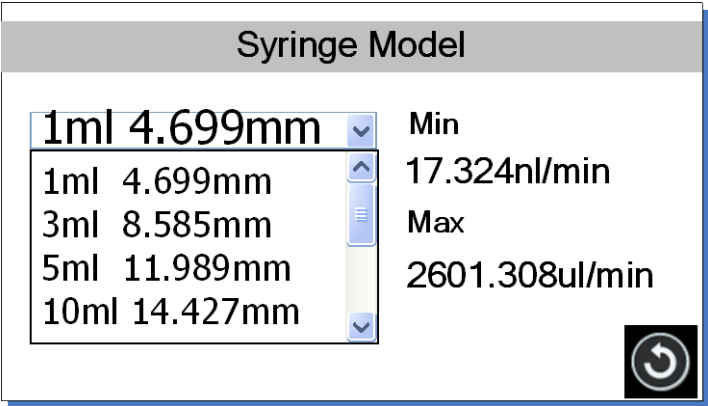 Syringe Model
1ml 4.699mm
1ml 4.699mm
3ml 8.585mm
5ml 11.989mm
10ml 14.427mm
Min
17.324nl/min
Max
2601.308ul/min